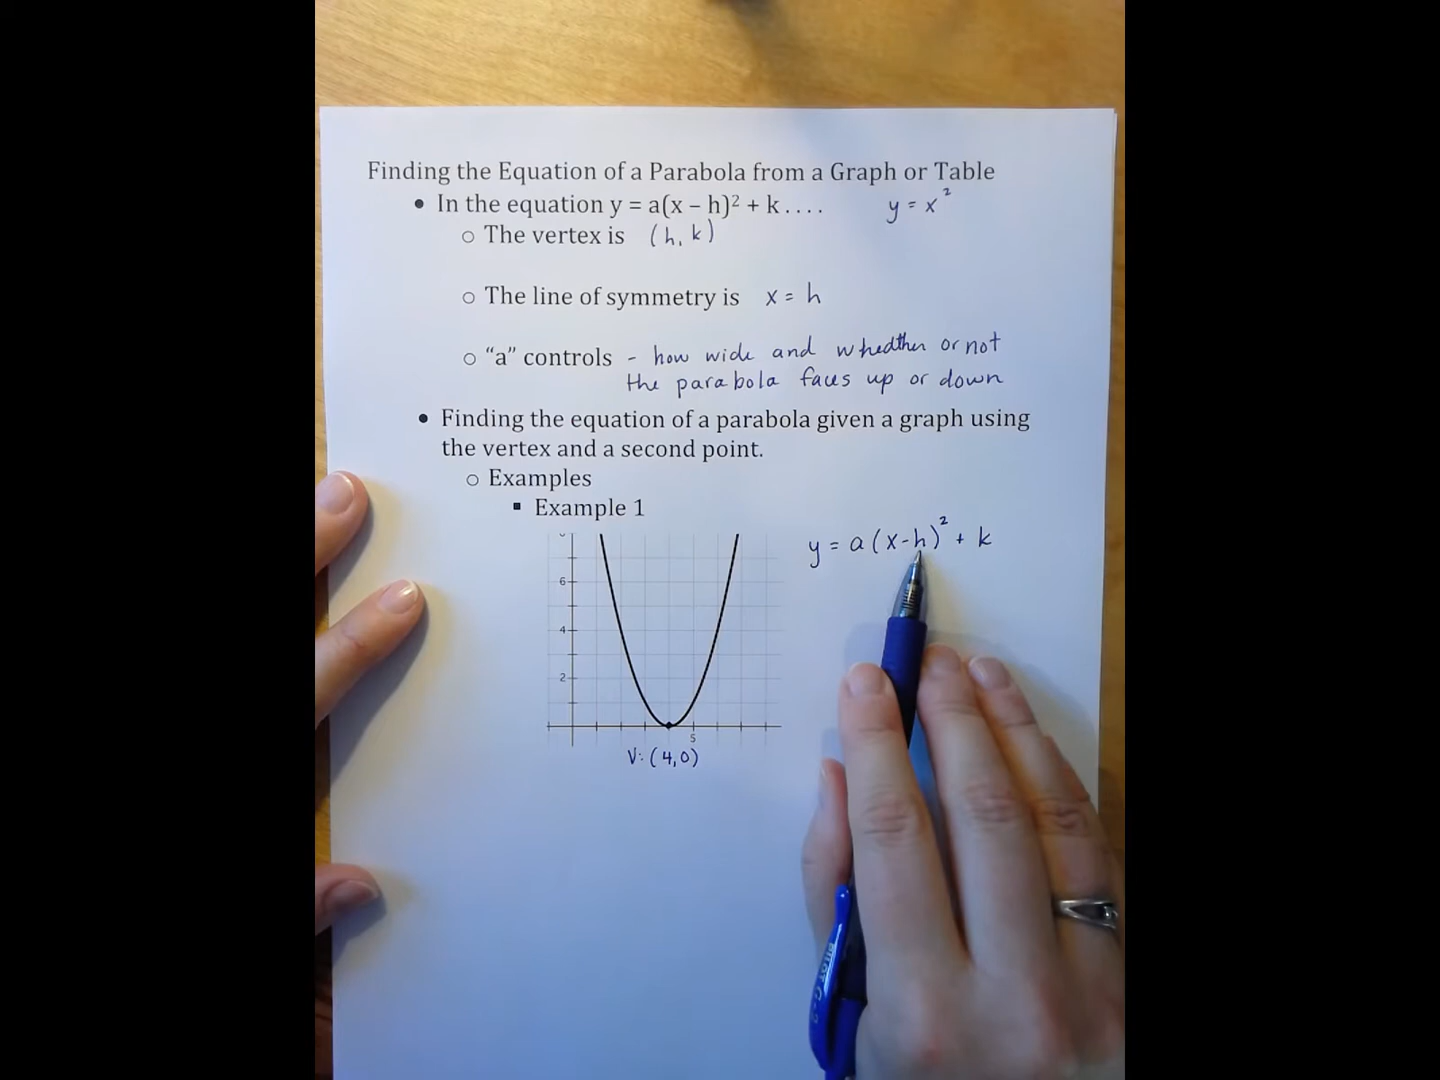 Finding the Equation of a Parabola from a Graph or Table
• In the equation y = a(x – h)² + k . . . . y = x²
○ The vertex is (h, k)
○ The line of symmetry is x = h
○ “a” controls - how wide and whedther or not
the parabola faces up or down
• Finding the equation of a parabola given a graph using
the vertex and a second point.
○ Examples
▪ Example 1
y = a(x-h)² + k
6
4
2
5
V: (4,0)